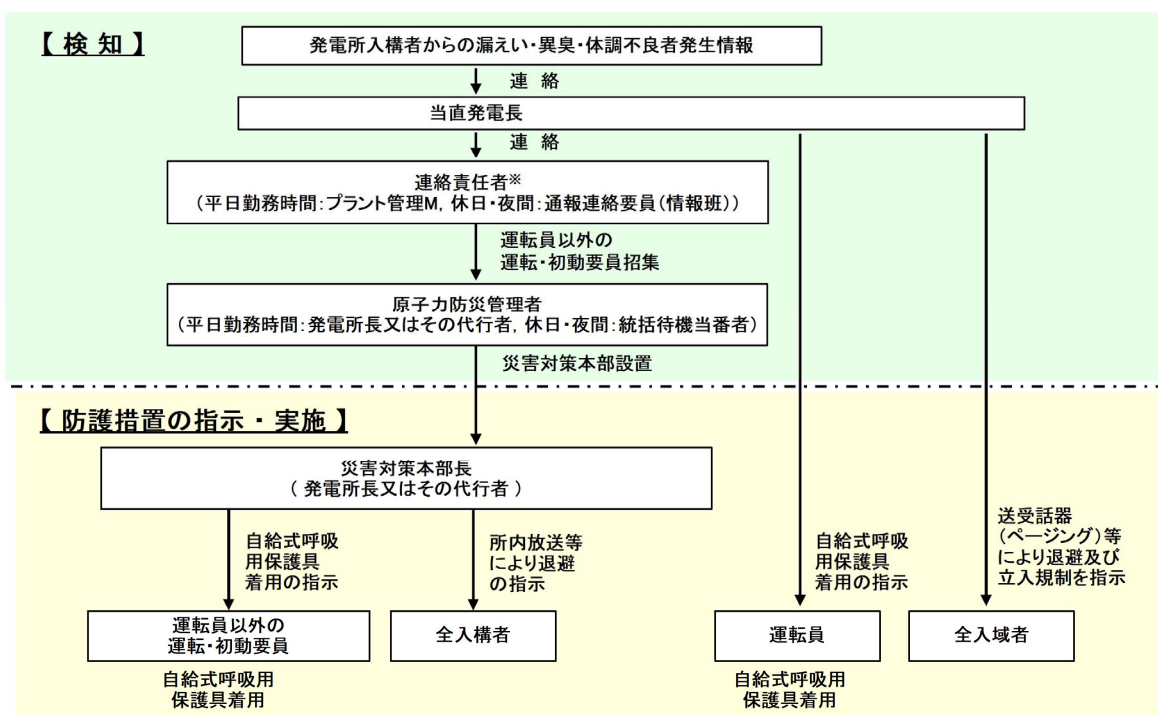 【 検 知 】
発電所入構者からの漏えい・異臭・体調不良者発生情報
連 絡
当直発電長
連 絡
連絡責任者※
（平日勤務時間：プラント管理M， 休日・夜間：通報連絡要員（情報班））
運転員以外の
運転・初動要員招集
原子力防災管理者
（平日勤務時間：発電所長又はその代行者， 休日・夜間：統括待機当番者）
災害対策本部設置
【 防護措置の指示 ・ 実施 】
災害対策本部長
（ 発電所長又はその代行者 ）
自給式呼吸
用保護具
着用の指示
所内放送等
により退避
の指示
自給式呼吸
用保護具
着用の指示
送受話器
（ページング）等
により退避及び
立入規制を指示
運転員以外の
運転・初動要員
全入構者
運転員
全入域者
自給式呼吸用
保護具着用
自給式呼吸用
保護具着用